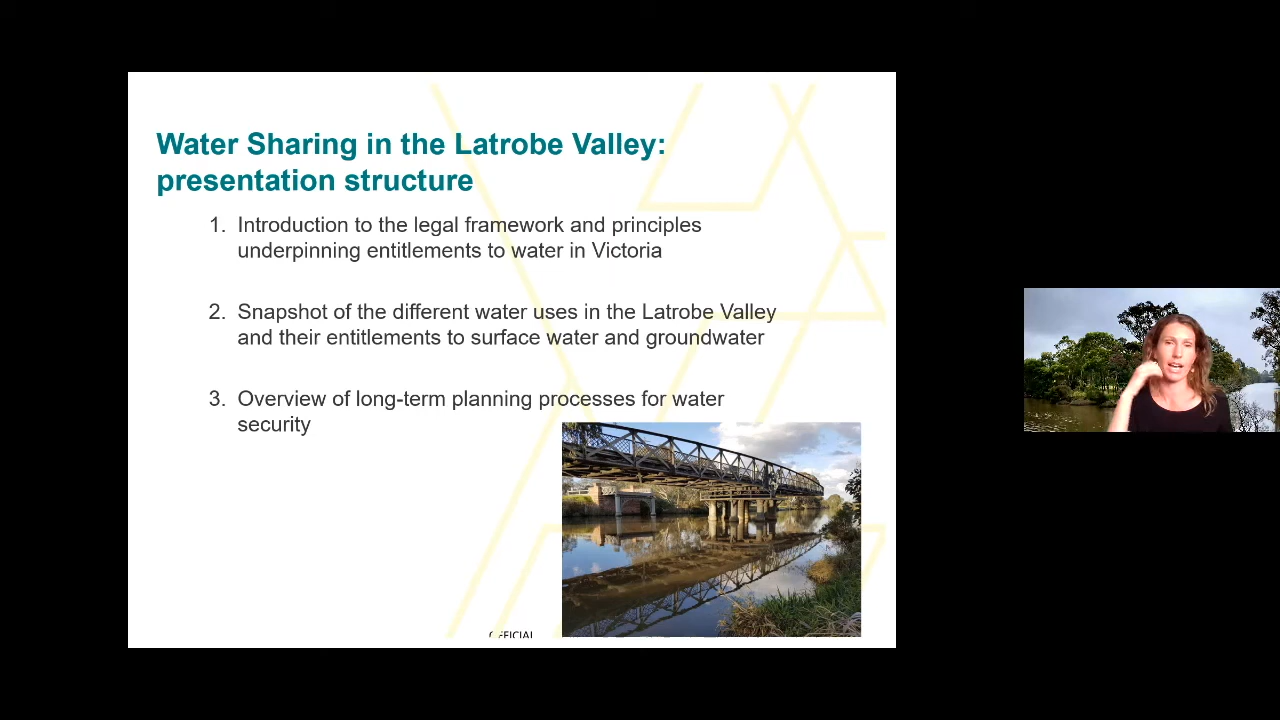 Water Sharing in the Latrobe Valley:
presentation structure
1. Introduction to the legal framework and principles
underpinning entitlements to water in Victoria
2. Snapshot of the different water uses in the Latrobe Valley
and their entitlements to surface water and groundwater
3. Overview of long-term planning processes for water
security
OFFICIAL